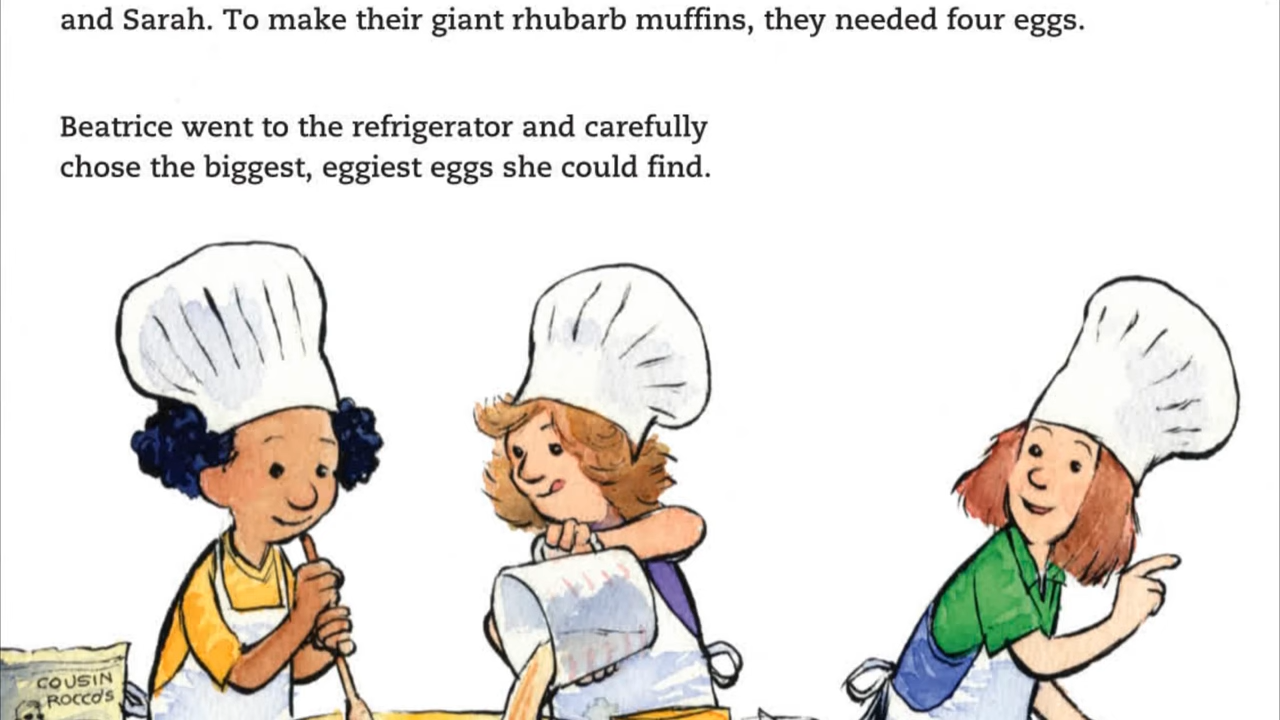 and Sarah. To make their giant rhubarb muffins, they needed four eggs.
Beatrice went to the refrigerator and carefully
chose the biggest, eggiest eggs she could find.
COUSIN
ROCCO'S